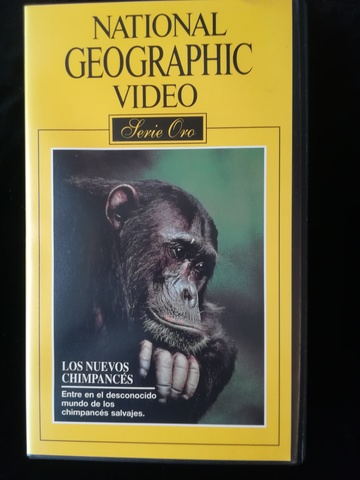 NATIONAL
GEOGRAPHIC
VIDEO
Serie Oro
LOS NUEVOS
CHIMPANCÉS
Entre en el desconocido
mundo de los
chimpancés salvajes.